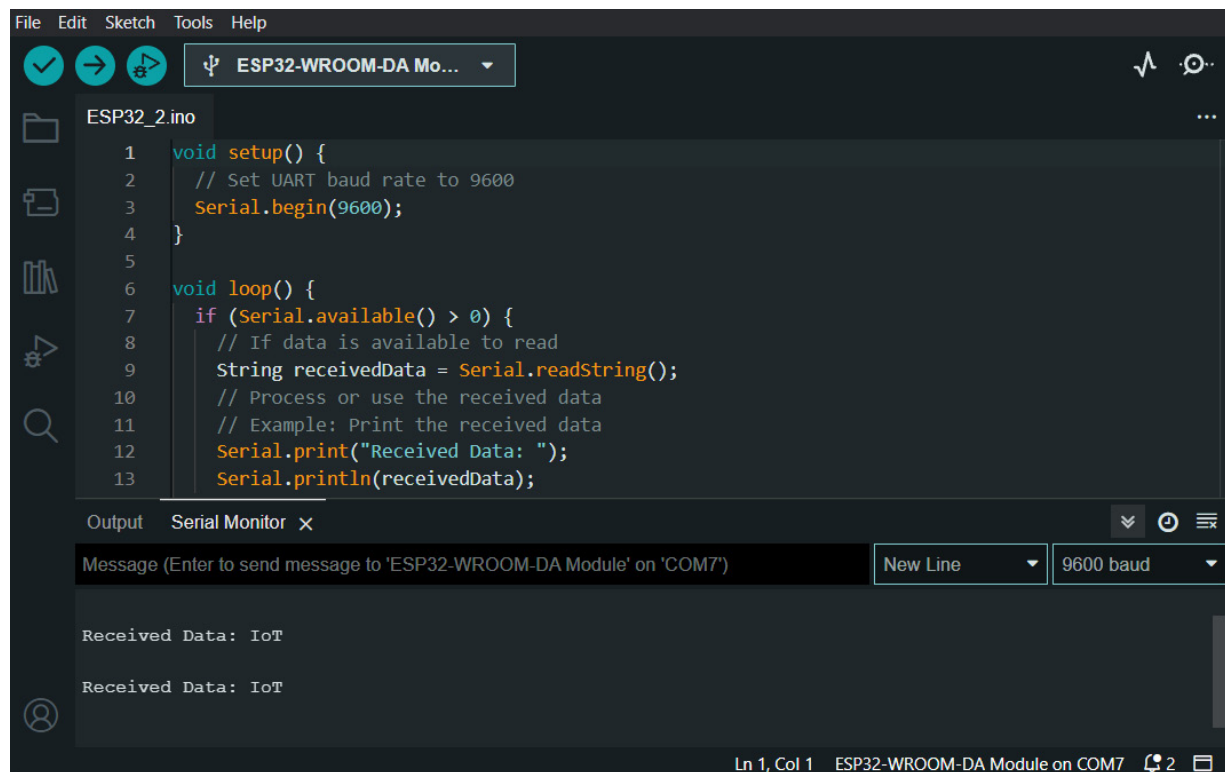 File Edit Sketch Tools Help
ESP32-WROOM-DA Mo...
ESP32_2.ino
1 void setup() {
2 // Set UART baud rate to 9600
3 Serial.begin(9600);
4 }
5
6 void loop() {
7 if (Serial.available() > 0) {
8 // If data is available to read
9 String receivedData = Serial.readString();
10 // Process or use the received data
11 // Example: Print the received data
12 Serial.print("Received Data: ");
13 Serial.println(receivedData);
Output Serial Monitor
Message (Enter to send message to 'ESP32-WROOM-DA Module' on 'COM7') New Line 9600 baud
Received Data: IoT
Received Data: IoT
Ln 1, Col 1 ESP32-WROOM-DA Module on COM7 2